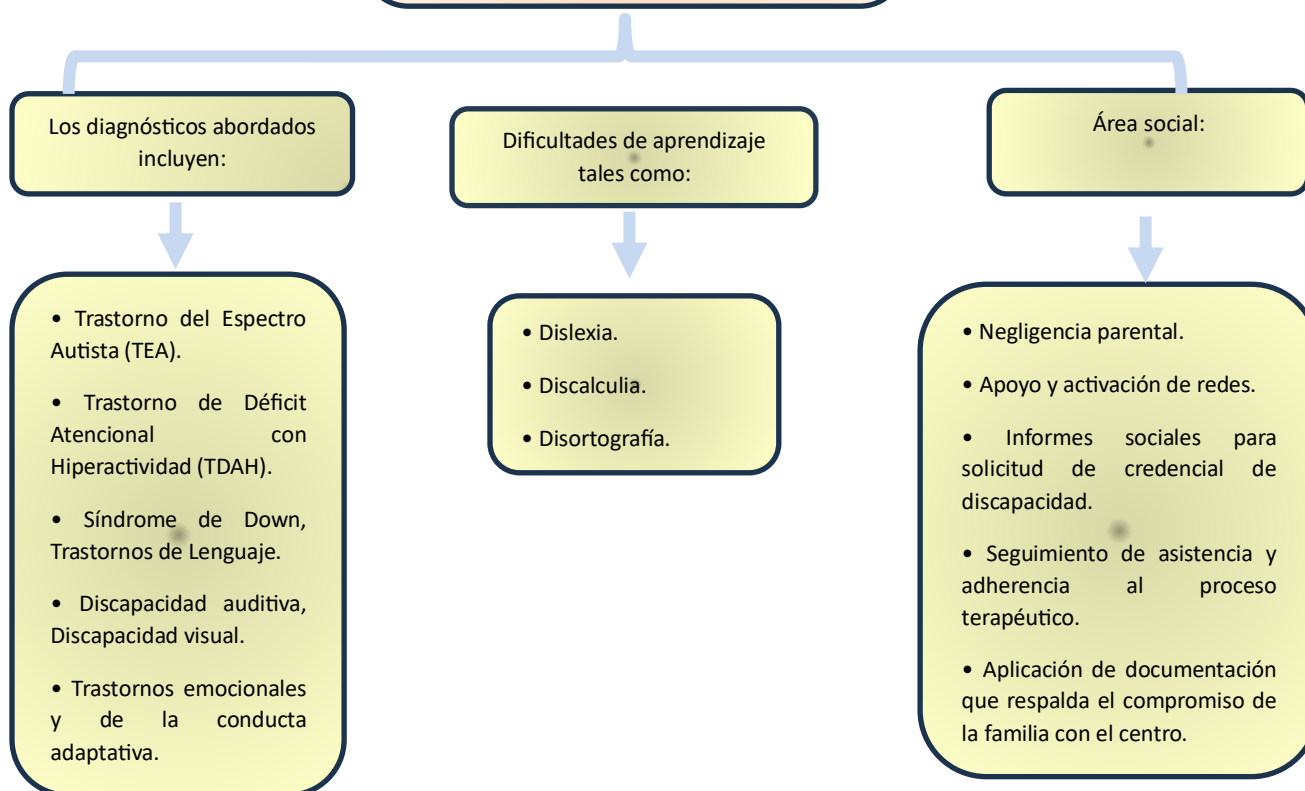 Los diagnósticos abordados
incluyen:
• Trastorno del Espectro
Autista (TEA).
• Trastorno de Déficit
Atencional con
Hiperactividad (TDAH).
• Síndrome de Down,
Trastornos de Lenguaje.
• Discapacidad auditiva,
Discapacidad visual.
• Trastornos emocionales
y de la conducta
adaptativa.
Dificultades de aprendizaje
tales como:
• Dislexia.
• Discalculia.
• Disortografía.
Área social:
• Negligencia parental.
• Apoyo y activación de redes.
• Informes sociales para
solicitud de credencial de
discapacidad.
• Seguimiento de asistencia y
adherencia al proceso
terapéutico.
• Aplicación de documentación
que respalda el compromiso de
la familia con el centro.